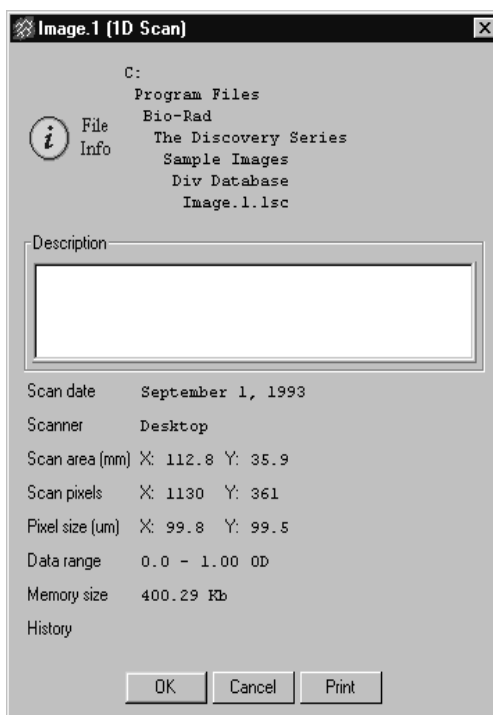 Image.1 (1D Scan)
C:
Program Files
Bio-Rad
The Discovery Series
Sample Images
Div Database
Image.1.1sc
File
Info
Description
Scan date September 1, 1993
Scanner Desktop
Scan area (mm) X: 112.8 Y: 35.9
Scan pixels X: 1130 Y: 361
Pixel size (um) X: 99.8 Y: 99.5
Data range 0.0 - 1.00 OD
Memory size 400.29 Kb
History
OK Cancel Print